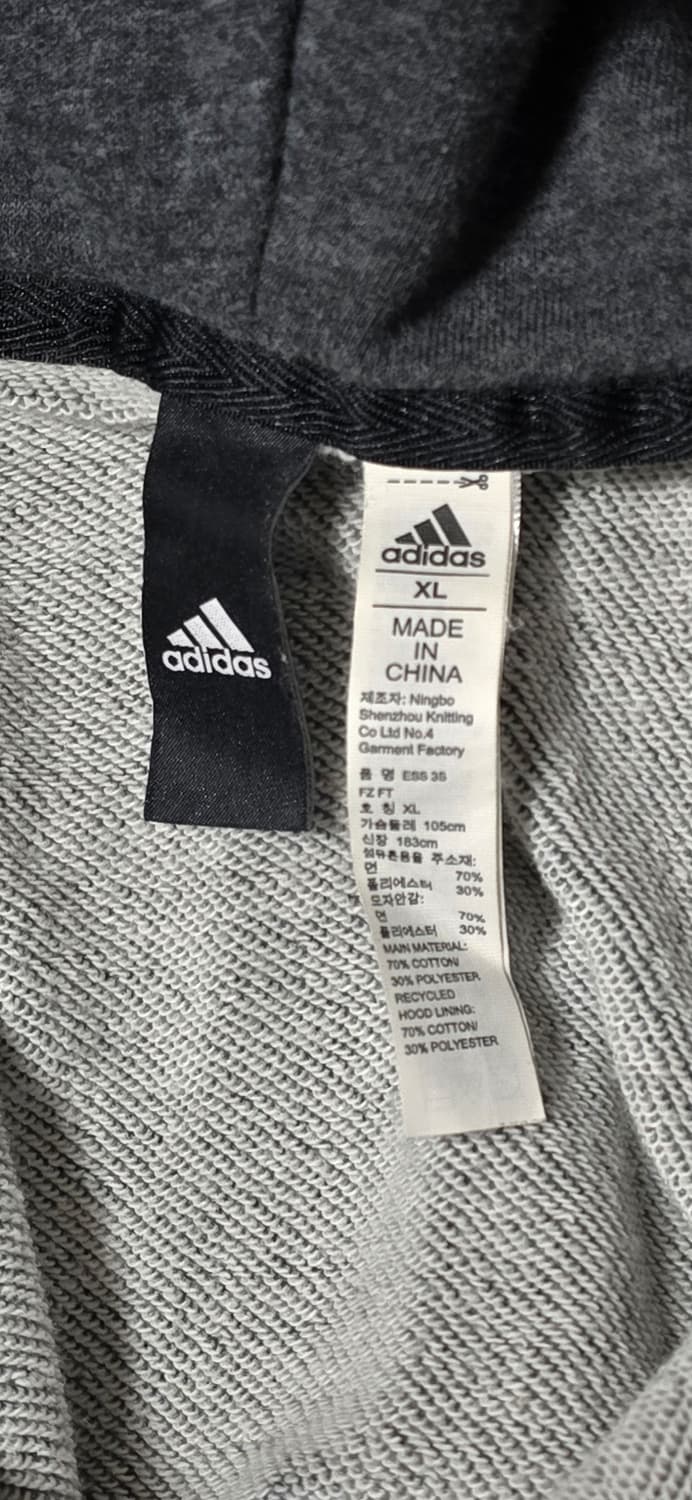 adidas
adidas
XL
MADE
IN
CHINA
제조자: Ningbo
Shenzhou Knitting
Co Ltd No.4
Garment Factory
품 명 ESS 3S
FZ FT
호 칭 XL
가슴둘레 105cm
신장 183cm
섬유혼용율 주소재:
면 70%
폴리에스터 30%
모자안감:
면 70%
폴리에스터 30%
MAIN MATERIAL:
70% COTTON/
30% POLYESTER
RECYCLED
HOOD LINING:
70% COTTON/
30% POLYESTER